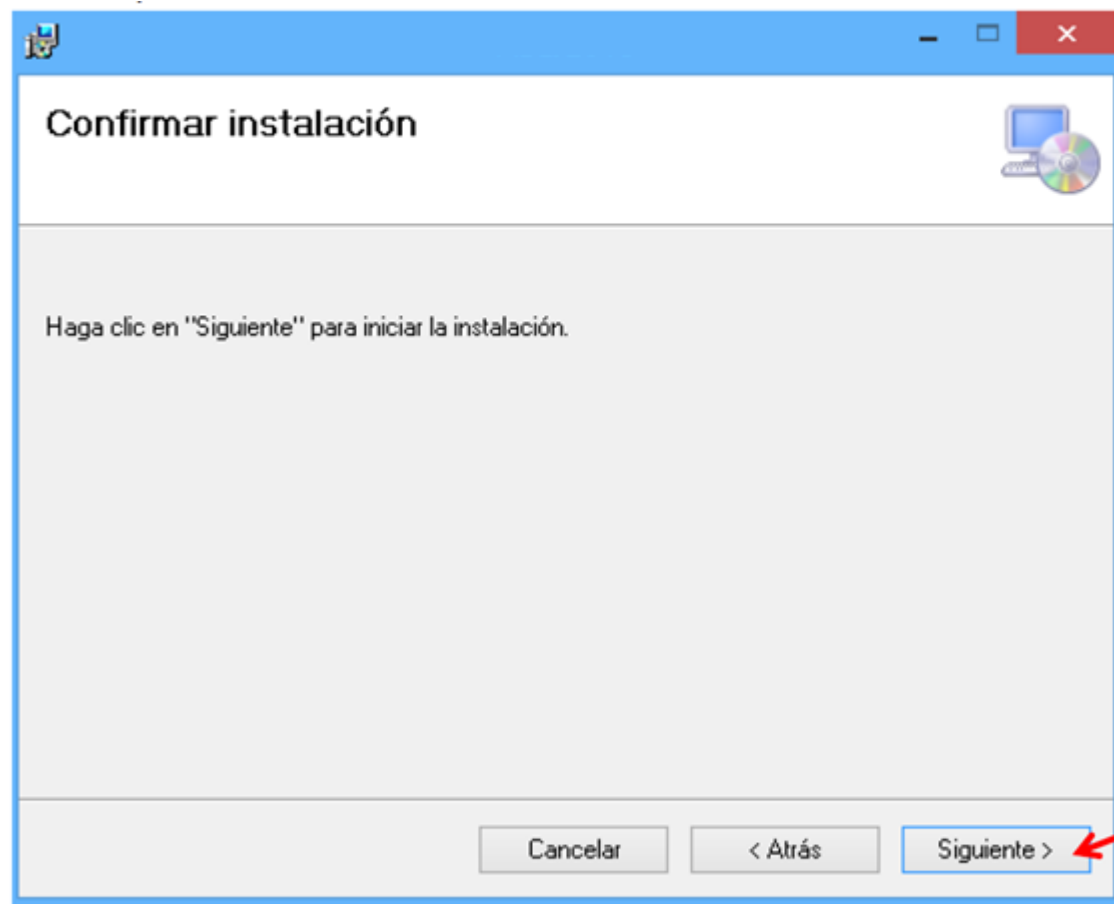 Confirmar instalación
Haga clic en "Siguiente" para iniciar la instalación.
Cancelar
< Atrás
Siguiente >